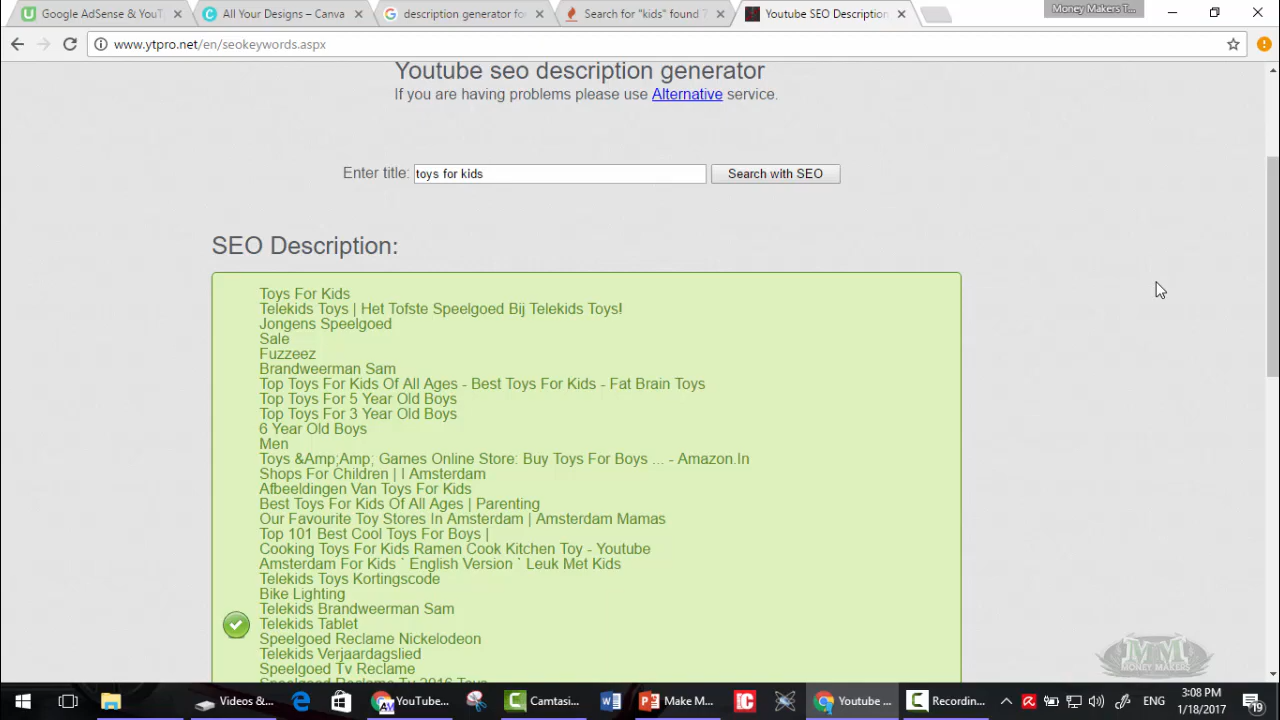 Google AdSense & YouT
All Your Designs – Canva
description generator fo
Search for "kids" found 7
Youtube SEO Description
Money Makers T...
www.ytpro.net/en/seokeywords.aspx
Youtube seo description generator
If you are having problems please use Alternative service.
Enter title: toys for kids Search with SEO
SEO Description:
Toys For Kids
Telekids Toys | Het Tofste Speelgoed Bij Telekids Toys!
Jongens Speelgoed
Sale
Fuzzeez
Brandweerman Sam
Top Toys For Kids Of All Ages - Best Toys For Kids - Fat Brain Toys
Top Toys For 5 Year Old Boys
Top Toys For 3 Year Old Boys
6 Year Old Boys
Men
Toys &Amp;Amp; Games Online Store: Buy Toys For Boys ... - Amazon.In
Shops For Children | I Amsterdam
Afbeeldingen Van Toys For Kids
Best Toys For Kids Of All Ages | Parenting
Our Favourite Toy Stores In Amsterdam | Amsterdam Mamas
Top 101 Best Cool Toys For Boys |
Cooking Toys For Kids Ramen Cook Kitchen Toy - Youtube
Amsterdam For Kids ` English Version ` Leuk Met Kids
Telekids Toys Kortingscode
Bike Lighting
Telekids Brandweerman Sam
Telekids Tablet
Speelgoed Reclame Nickelodeon
Telekids Verjaardagslied
Speelgoed Tv Reclame
Speelgoed Reclame Tv 2016 Toys
MM
MONEY MAKERS
Videos &...
YouTube...
Camtasi...
Make M...
Youtube ...
Recordin...
ENG
3:08 PM
1/18/2017
19